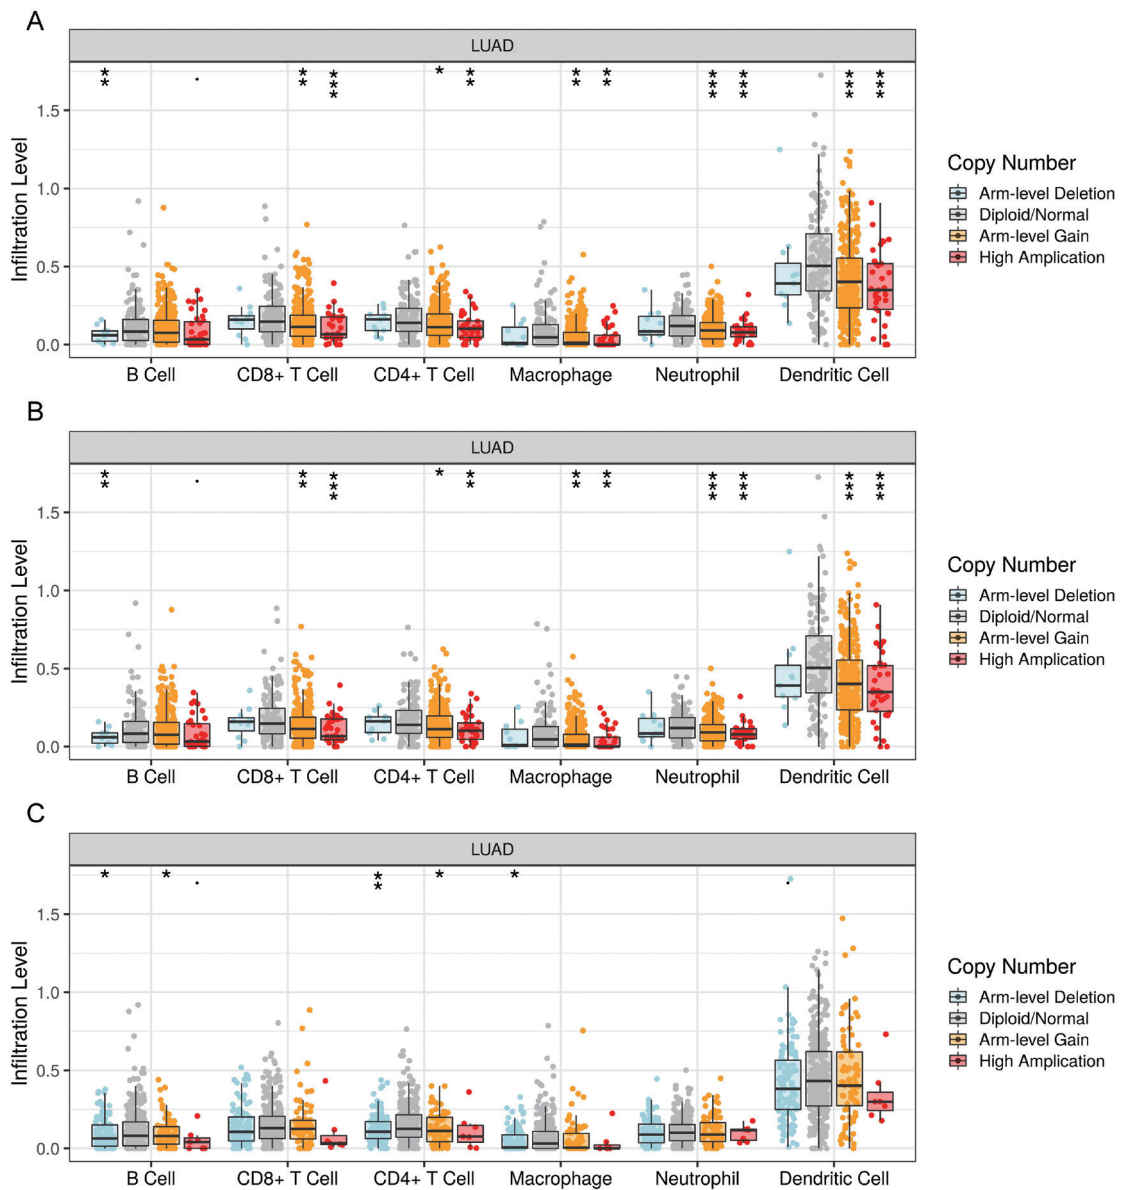 A
LUAD
** . ** *** * ** ** ** *** *** *** ***
Infiltration Level
1.5
1.0
0.5
0.0
B Cell CD8+ T Cell CD4+ T Cell Macrophage Neutrophil Dendritic Cell
Copy Number
Arm-level Deletion
Diploid/Normal
Arm-level Gain
High Amplication
B
LUAD
** . ** *** * ** ** ** *** *** *** ***
Infiltration Level
1.5
1.0
0.5
0.0
B Cell CD8+ T Cell CD4+ T Cell Macrophage Neutrophil Dendritic Cell
Copy Number
Arm-level Deletion
Diploid/Normal
Arm-level Gain
High Amplication
C
LUAD
* * . ** * * .
Infiltration Level
1.5
1.0
0.5
0.0
B Cell CD8+ T Cell CD4+ T Cell Macrophage Neutrophil Dendritic Cell
Copy Number
Arm-level Deletion
Diploid/Normal
Arm-level Gain
High Amplication